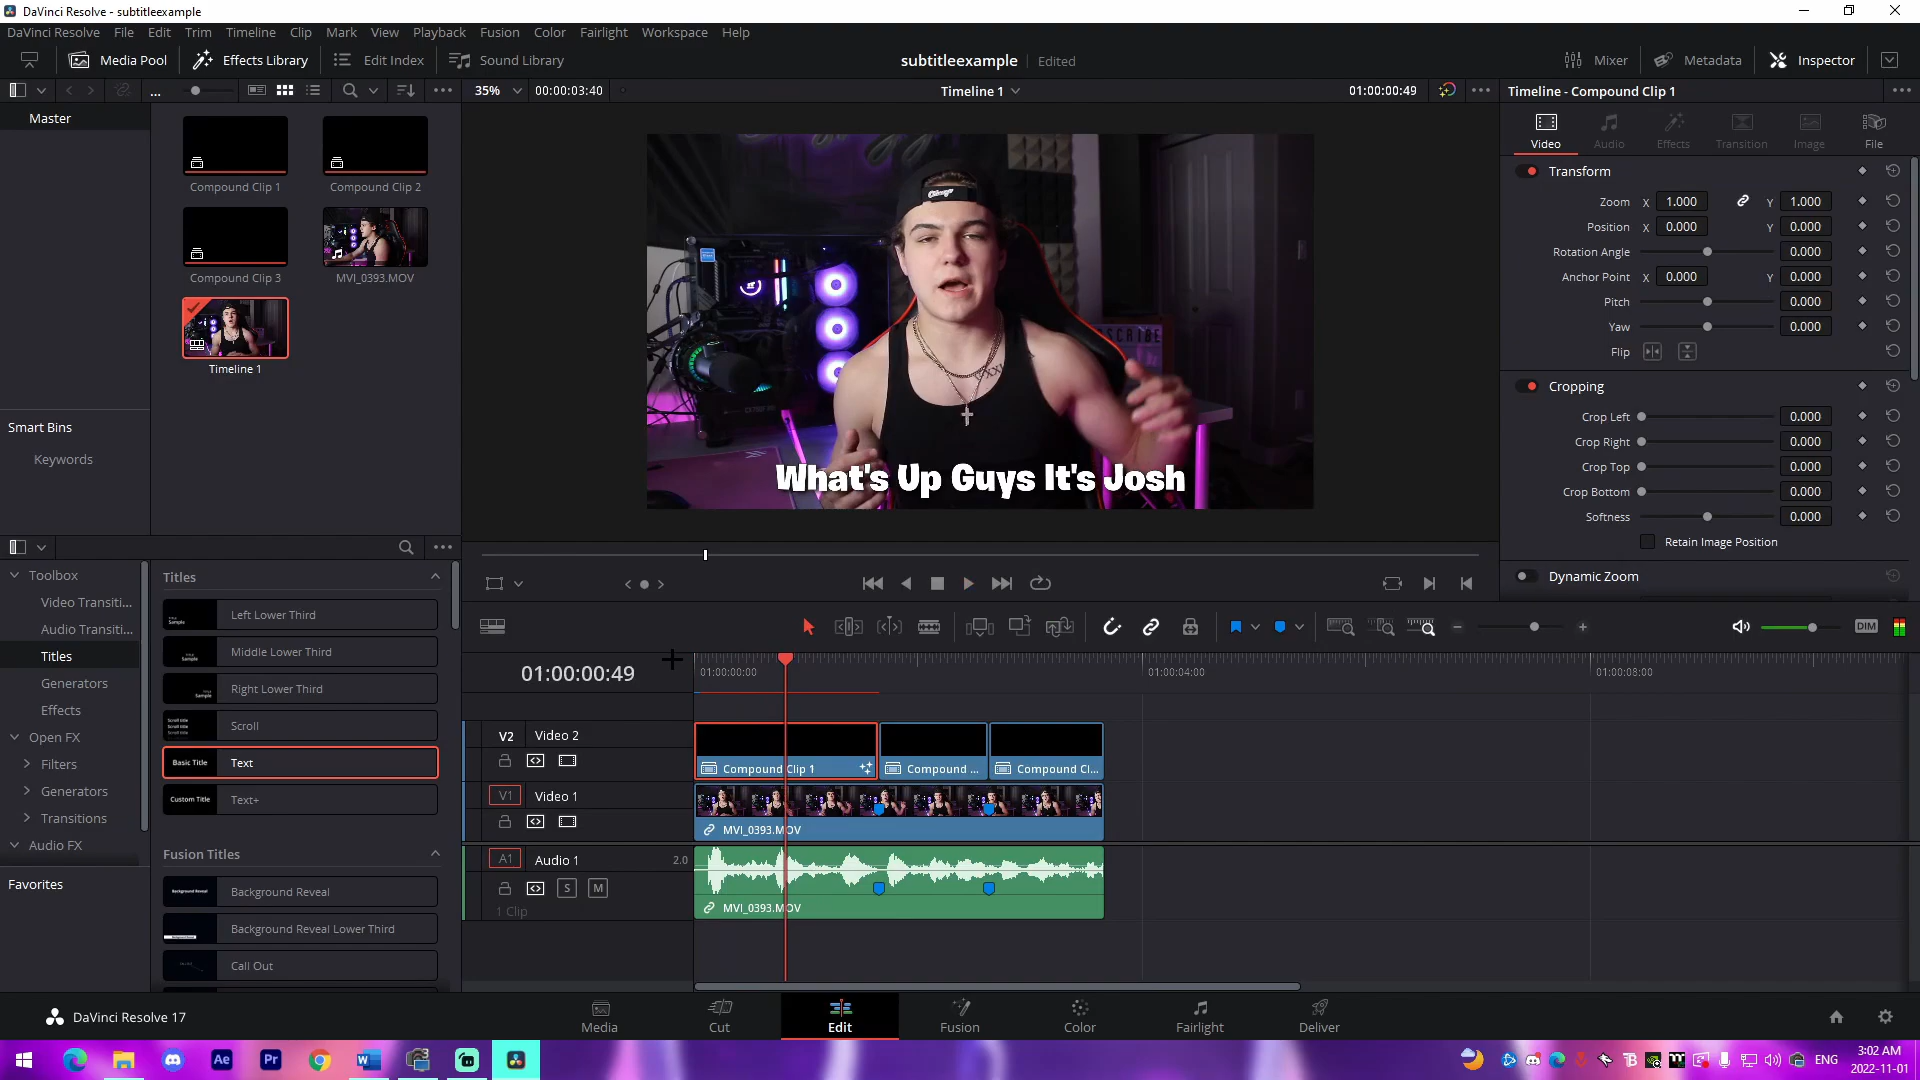 DaVinci Resolve - subtitleexample
DaVinci Resolve File Edit Trim Timeline Clip Mark View Playback Fusion Color Fairlight Workspace Help
Media Pool Effects Library Edit Index Sound Library subtitleexample Edited Mixer Metadata Inspector
... 35% 00:00:03:40 Timeline 1 01:00:00:49 Timeline - Compound Clip 1
Master
Compound Clip 1 Compound Clip 2
Compound Clip 3 MVI_0393.MOV
Timeline 1
Smart Bins
Keywords
What's Up Guys It's Josh
Video Audio Effects Transition Image File
Transform
Zoom X 1.000 Y 1.000
Position X 0.000 Y 0.000
Rotation Angle 0.000
Anchor Point X 0.000 Y 0.000
Pitch 0.000
Yaw 0.000
Flip
Cropping
Crop Left 0.000
Crop Right 0.000
Crop Top 0.000
Crop Bottom 0.000
Softness 0.000
Retain Image Position
Dynamic Zoom
Toolbox
Video Transiti...
Audio Transiti...
Titles
Generators
Effects
Open FX
Filters
Generators
Transitions
Audio FX
Favorites
Titles
Left Lower Third
Middle Lower Third
Right Lower Third
Scroll
Basic Title Text
Custom Title Text+
Fusion Titles
Background Reveal Background Reveal
Background Reveal Lower Third
Call Out
DIM
01:00:00:49 01:00:00:00 01:00:04:00 01:00:08:00
V2 Video 2
Compound Clip 1 Compound ... Compound Cl...
V1 Video 1
MVI_0393.MOV
A1 Audio 1 2.0
S M
1 Clip
MVI_0393.MOV
DaVinci Resolve 17 Media Cut Edit Fusion Color Fairlight Deliver
Ae Pr ENG 3:02 AM
2022-11-01